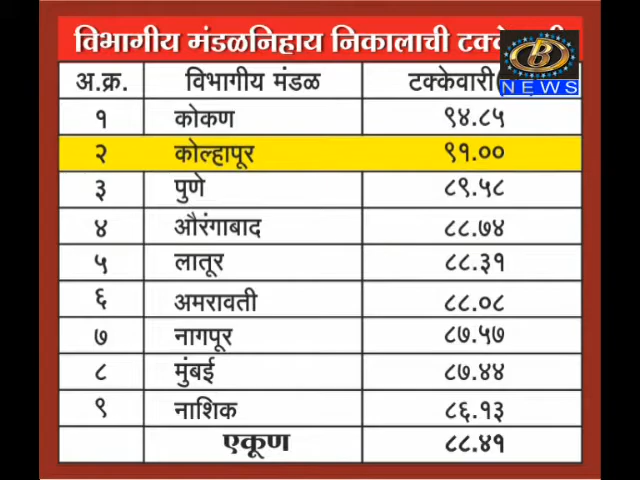 विभागीय मंडळनिहाय निकालाची
B
NEWS
अ.क्र. विभागीय मंडळ टक्केवारी
१ कोकण ९४.८५
२ कोल्हापूर ९१.००
३ पुणे ८९.५८
४ औरंगाबाद ८८.७४
५ लातूर ८८.३१
६ अमरावती ८८.०८
७ नागपूर ८७.५७
८ मुंबई ८७.४४
९ नाशिक ८६.१३
एकूण ८८.४१